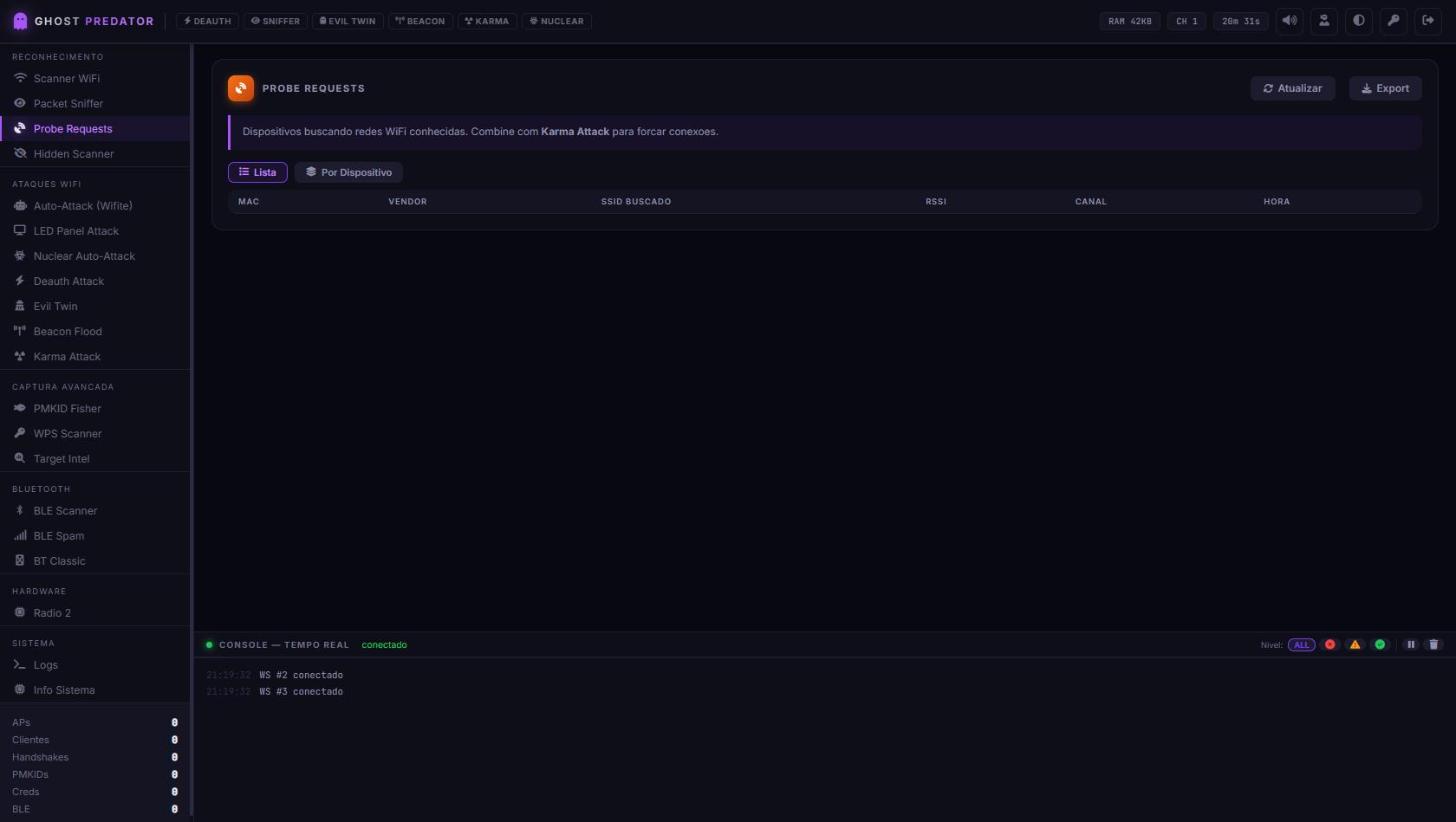 GHOST PREDATOR
DEAUTH
SNIFFER
EVIL TWIN
BEACON
KARMA
NUCLEAR
RAM 42KB
CH 1
20m 31s
RECONHECIMENTO
Scanner WiFi
Packet Sniffer
Probe Requests
Hidden Scanner
ATAQUES WIFI
Auto-Attack (Wifite)
LED Panel Attack
Nuclear Auto-Attack
Deauth Attack
Evil Twin
Beacon Flood
Karma Attack
CAPTURA AVANCADA
PMKID Fisher
WPS Scanner
Target Intel
BLUETOOTH
BLE Scanner
BLE Spam
BT Classic
HARDWARE
Radio 2
SISTEMA
Logs
Info Sistema
APs 0
Clientes 0
Handshakes 0
PMKIDs 0
Creds 0
BLE 0
PROBE REQUESTS
Atualizar
Export
Dispositivos buscando redes WiFi conhecidas. Combine com Karma Attack para forcar conexoes.
Lista
Por Dispositivo
MAC VENDOR SSID BUSCADO RSSI CANAL HORA
CONSOLE — TEMPO REAL conectado
Nivel: ALL
21:19:32 WS #2 conectado
21:19:32 WS #3 conectado